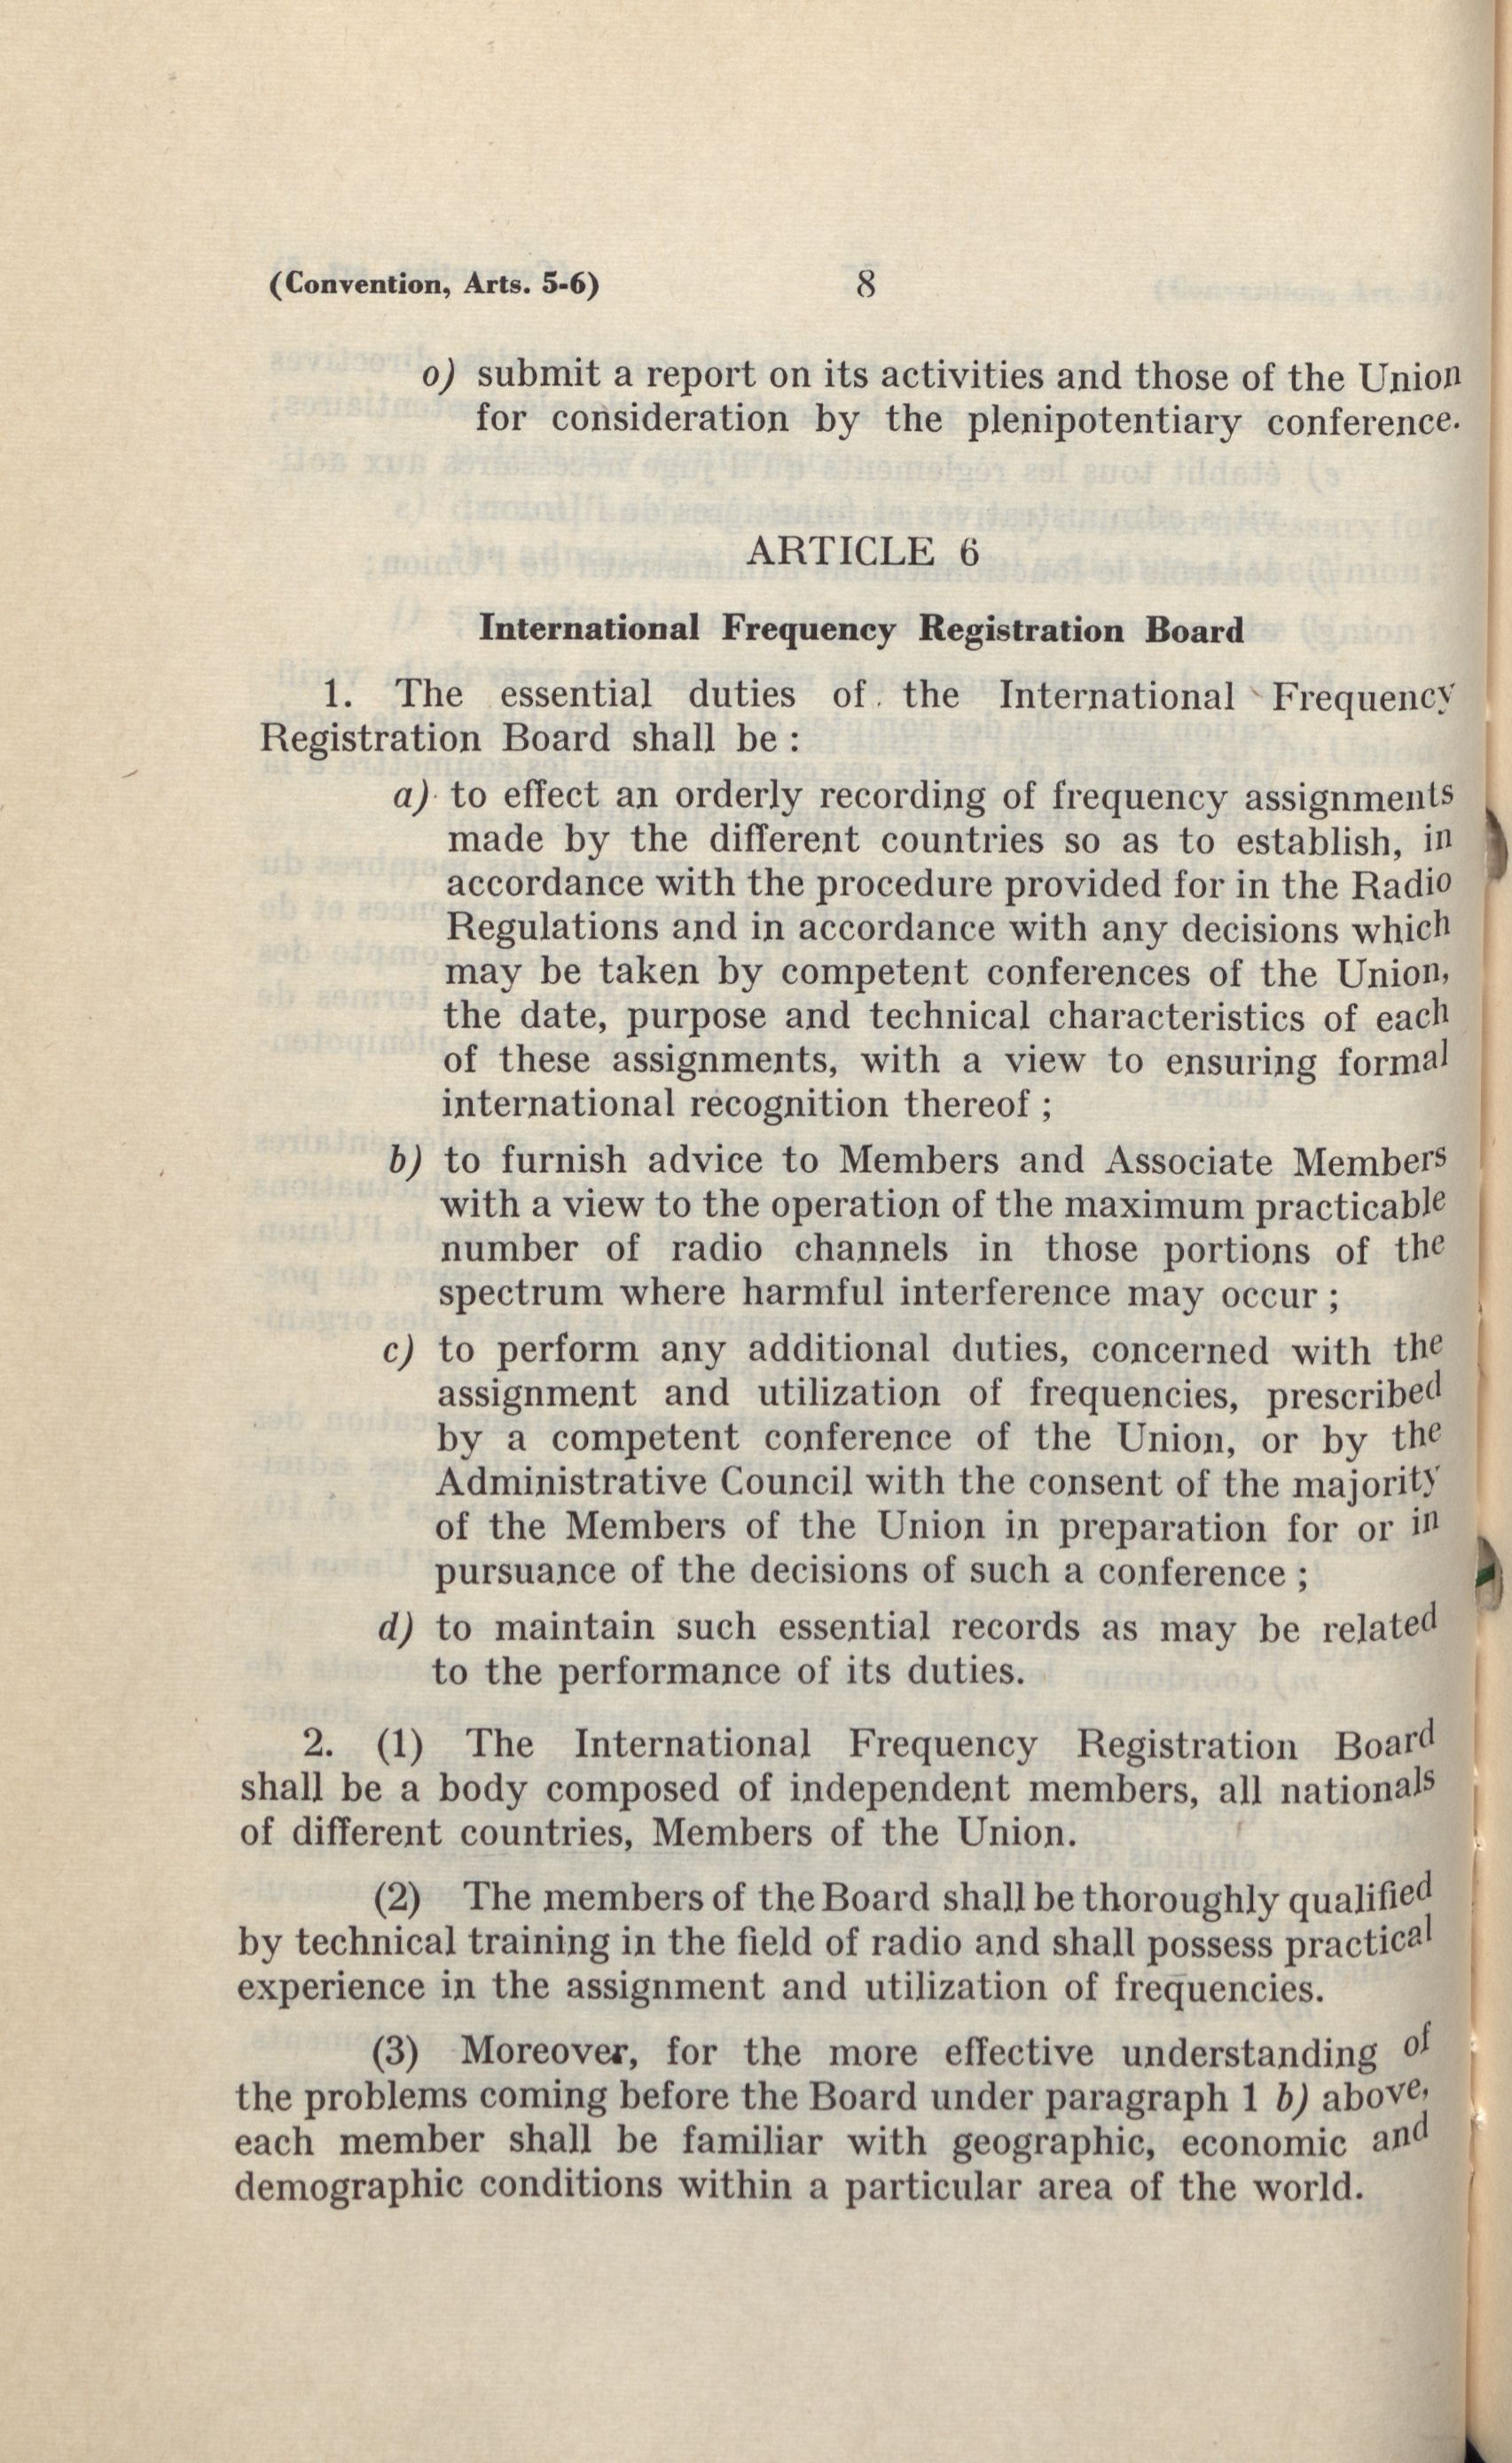 (Convention, Arts. 5-6) 8
o) submit a report on its activities and those of the Union
for consideration by the plenipotentiary conference.
ARTICLE 6
International Frequency Registration Board
1. The essential duties of the International Frequency
Registration Board shall be :
a) to effect an orderly recording of frequency assignments
made by the different countries so as to establish, in
accordance with the procedure provided for in the Radio
Regulations and in accordance with any decisions which
may be taken by competent conferences of the Union,
the date, purpose and technical characteristics of each
of these assignments, with a view to ensuring formal
international recognition thereof ;
b) to furnish advice to Members and Associate Members
with a view to the operation of the maximum practicable
number of radio channels in those portions of the
spectrum where harmful interference may occur ;
c) to perform any additional duties, concerned with the
assignment and utilization of frequencies, prescribed
by a competent conference of the Union, or by the
Administrative Council with the consent of the majority
of the Members of the Union in preparation for or in
pursuance of the decisions of such a conference ;
d) to maintain such essential records as may be related
to the performance of its duties.
2. (1) The International Frequency Registration Board
shall be a body composed of independent members, all nationals
of different countries, Members of the Union.
(2) The members of the Board shall be thoroughly qualified
by technical training in the field of radio and shall possess practical
experience in the assignment and utilization of frequencies.
(3) Moreover, for the more effective understanding of
the problems coming before the Board under paragraph 1 b) above,
each member shall be familiar with geographic, economic and
demographic conditions within a particular area of the world.